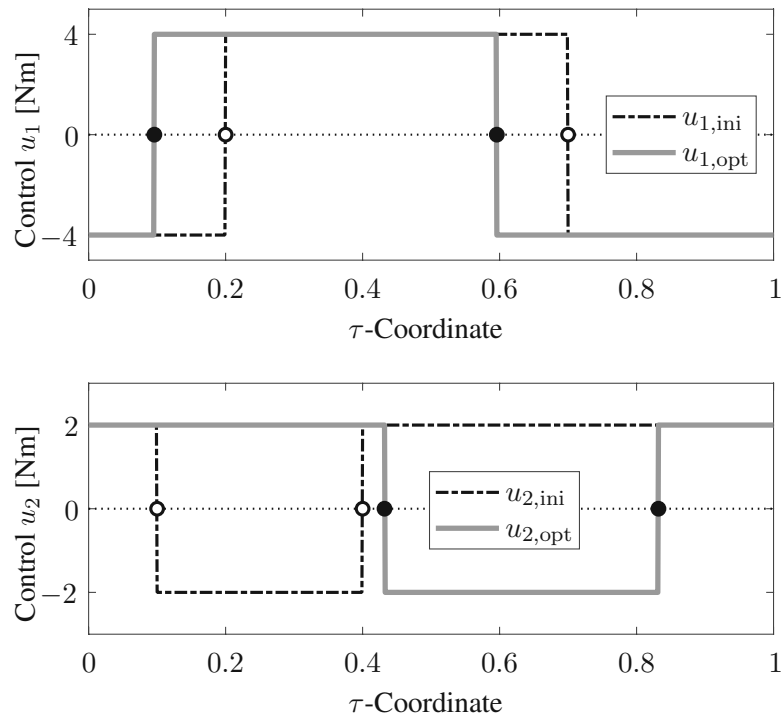 Control u₁ [Nm]
4
0
−4
u₁,ini
u₁,opt
0
0.2
0.4
0.6
0.8
1
τ-Coordinate
Control u₂ [Nm]
2
0
−2
u₂,ini
u₂,opt
0
0.2
0.4
0.6
0.8
1
τ-Coordinate